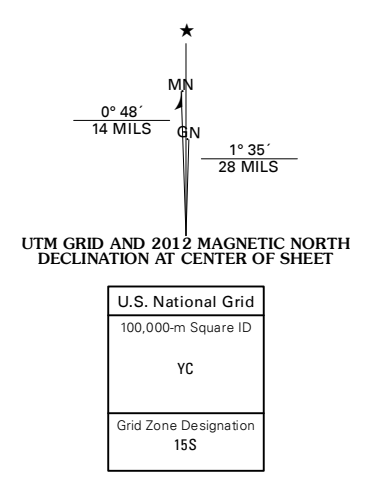 ★
MN
0° 48´
14 MILS
GN
1° 35´
28 MILS
UTM GRID AND 2012 MAGNETIC NORTH
DECLINATION AT CENTER OF SHEET
U.S. National Grid
100,000-m Square ID
YC
Grid Zone Designation
15S